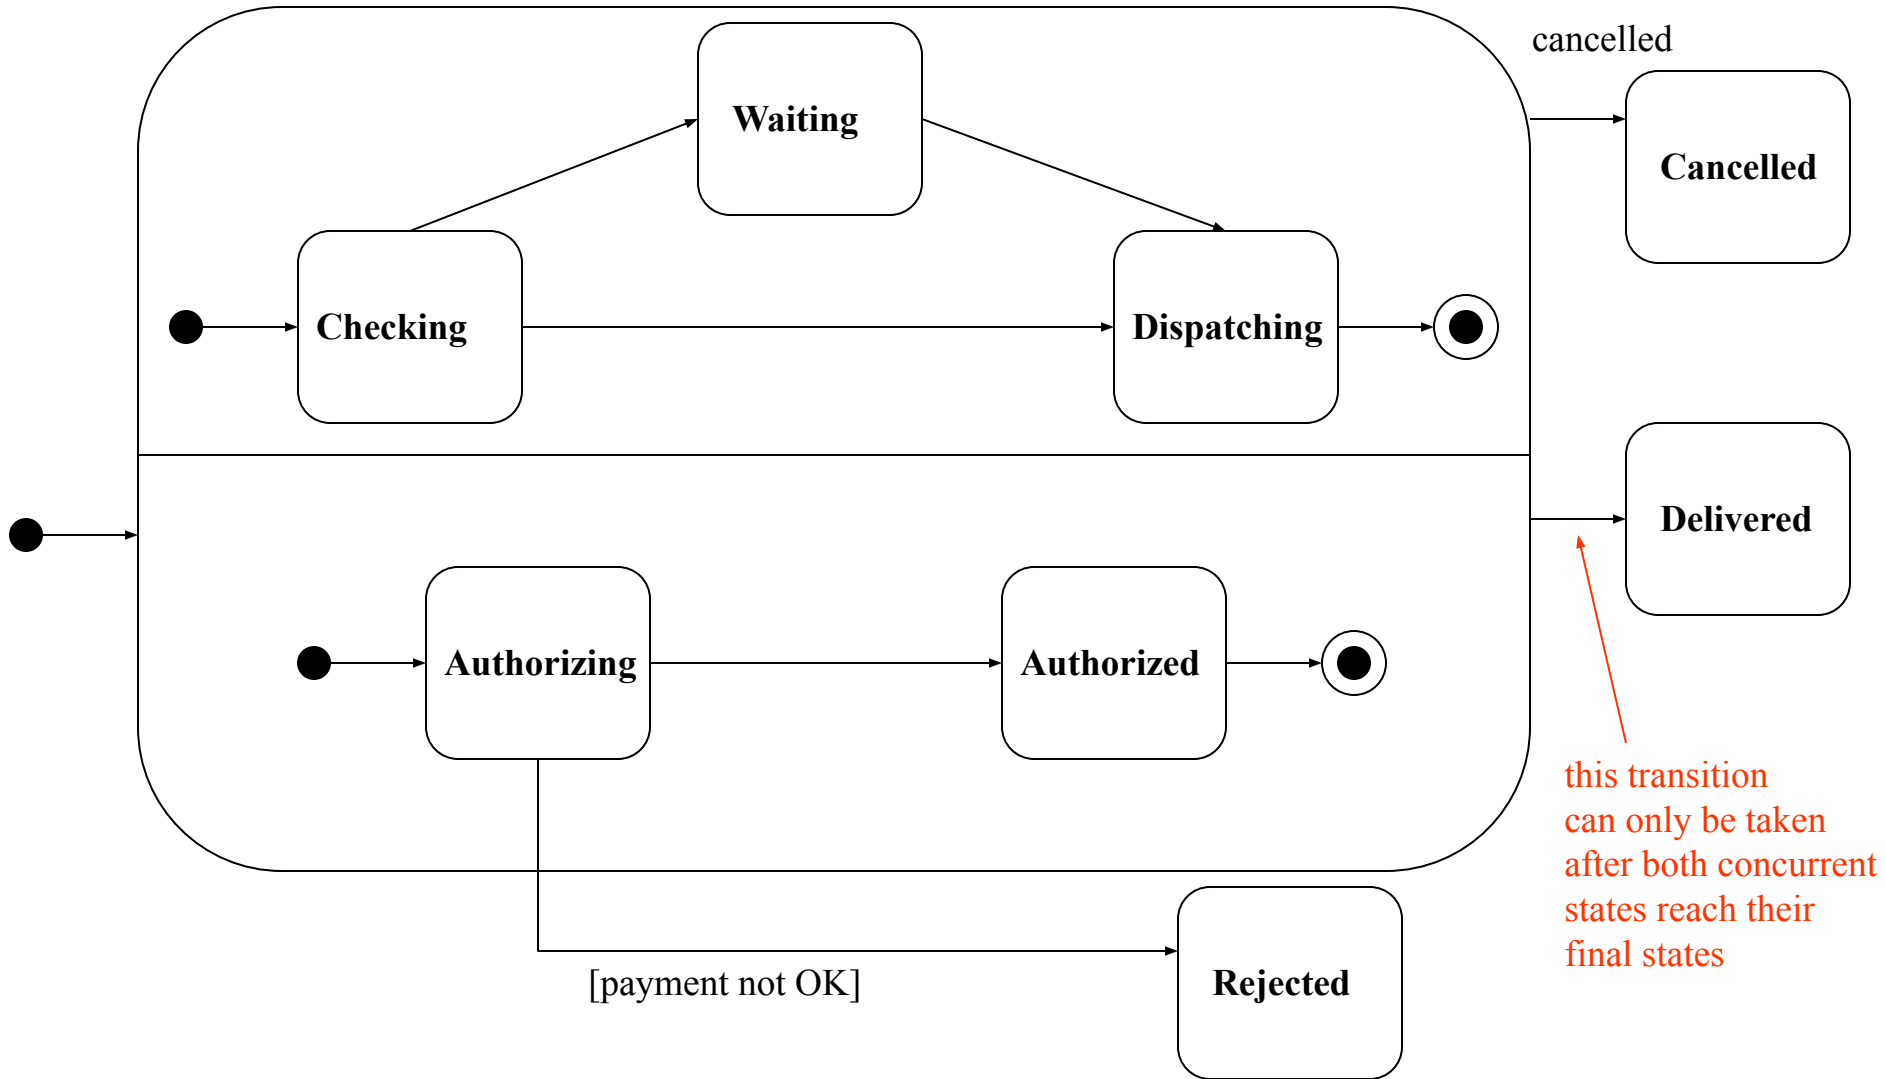 cancelled
Waiting
Cancelled
Checking
Dispatching
Delivered
Authorizing
Authorized
this transition
can only be taken
after both concurrent
states reach their
final states
[payment not OK]
Rejected